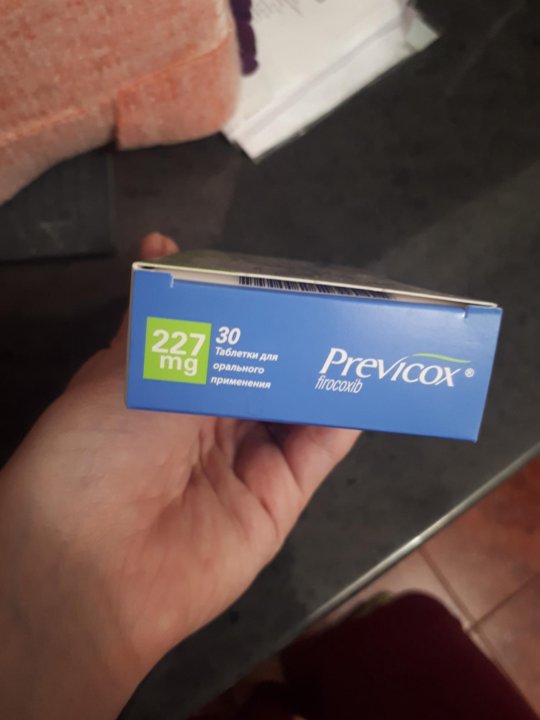 227
mg
30
Таблетки для
орального
применения
Previcox®
firocoxib